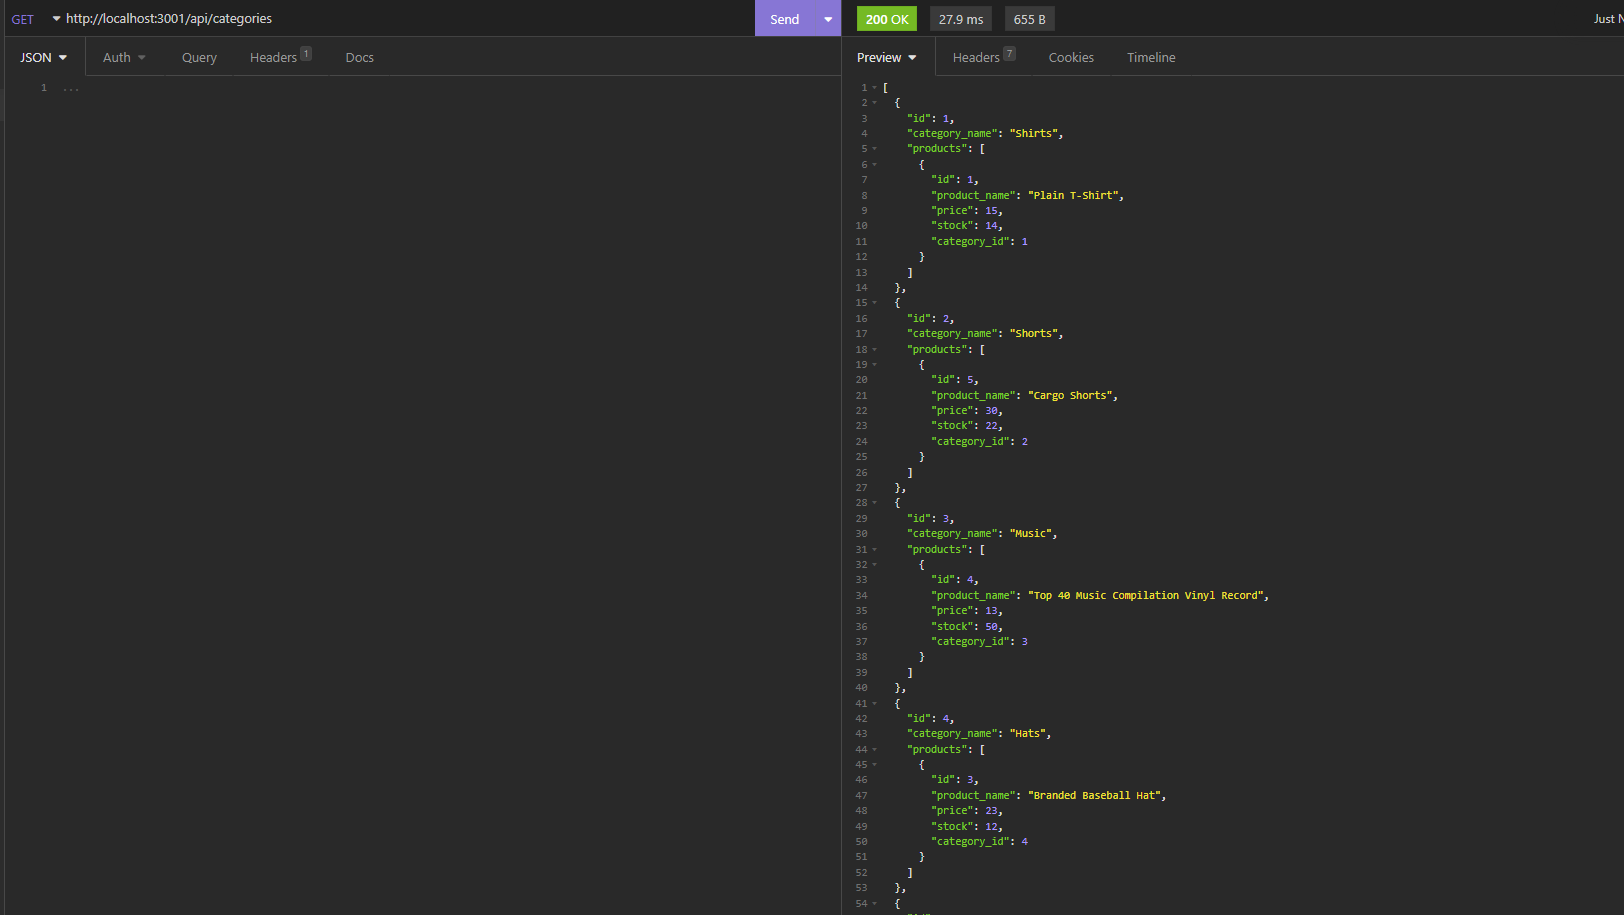 GET http://localhost:3001/api/categories Send 200 OK 27.9 ms 655 B Just N
JSON Auth Query Headers 1 Docs Preview Headers 7 Cookies Timeline
1 ...
1 [
2 {
3 "id": 1,
4 "category_name": "Shirts",
5 "products": [
6 {
7 "id": 1,
8 "product_name": "Plain T-Shirt",
9 "price": 15,
10 "stock": 14,
11 "category_id": 1
12 }
13 ]
14 },
15 {
16 "id": 2,
17 "category_name": "Shorts",
18 "products": [
19 {
20 "id": 5,
21 "product_name": "Cargo Shorts",
22 "price": 30,
23 "stock": 22,
24 "category_id": 2
25 }
26 ]
27 },
28 {
29 "id": 3,
30 "category_name": "Music",
31 "products": [
32 {
33 "id": 4,
34 "product_name": "Top 40 Music Compilation Vinyl Record",
35 "price": 13,
36 "stock": 50,
37 "category_id": 3
38 }
39 ]
40 },
41 {
42 "id": 4,
43 "category_name": "Hats",
44 "products": [
45 {
46 "id": 3,
47 "product_name": "Branded Baseball Hat",
48 "price": 23,
49 "stock": 12,
50 "category_id": 4
51 }
52 ]
53 },
54 {